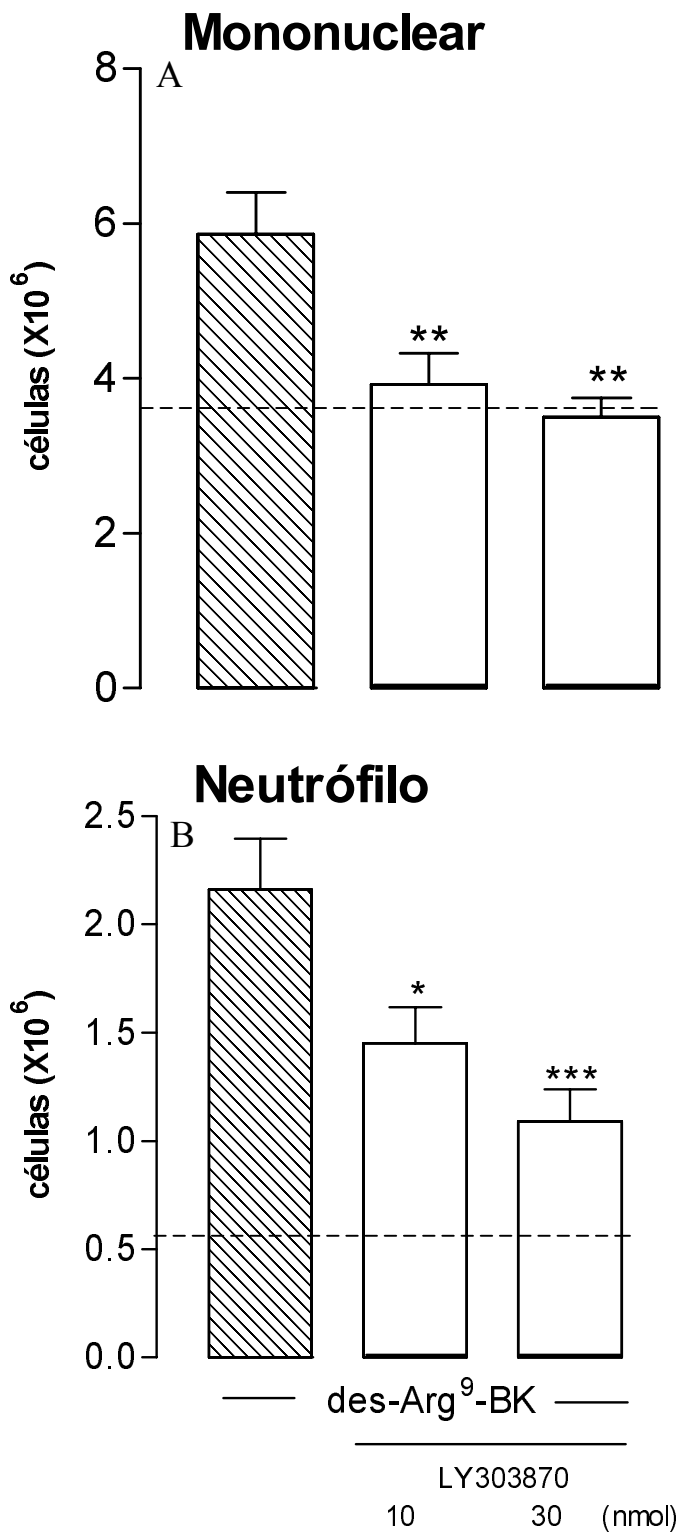 Mononuclear
A
8
6
4
2
0
células (X10⁶)
**
**
Neutrófilo
B
2.5
2.0
1.5
1.0
0.5
0.0
células (X10⁶)
*
***
des-Arg⁹-BK
LY303870
10 30 (nmol)